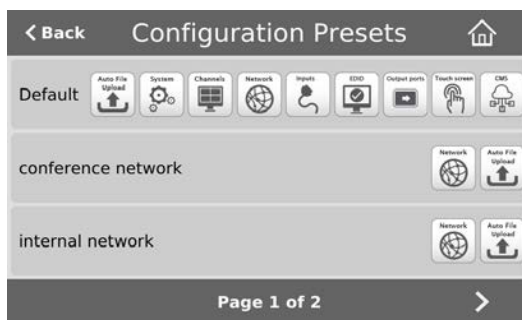 Back Configuration Presets
Default Auto File Upload System Channels Network Inputs EDID Output ports Touch screen CMS
conference network Network Auto File Upload
internal network Network Auto File Upload
Page 1 of 2